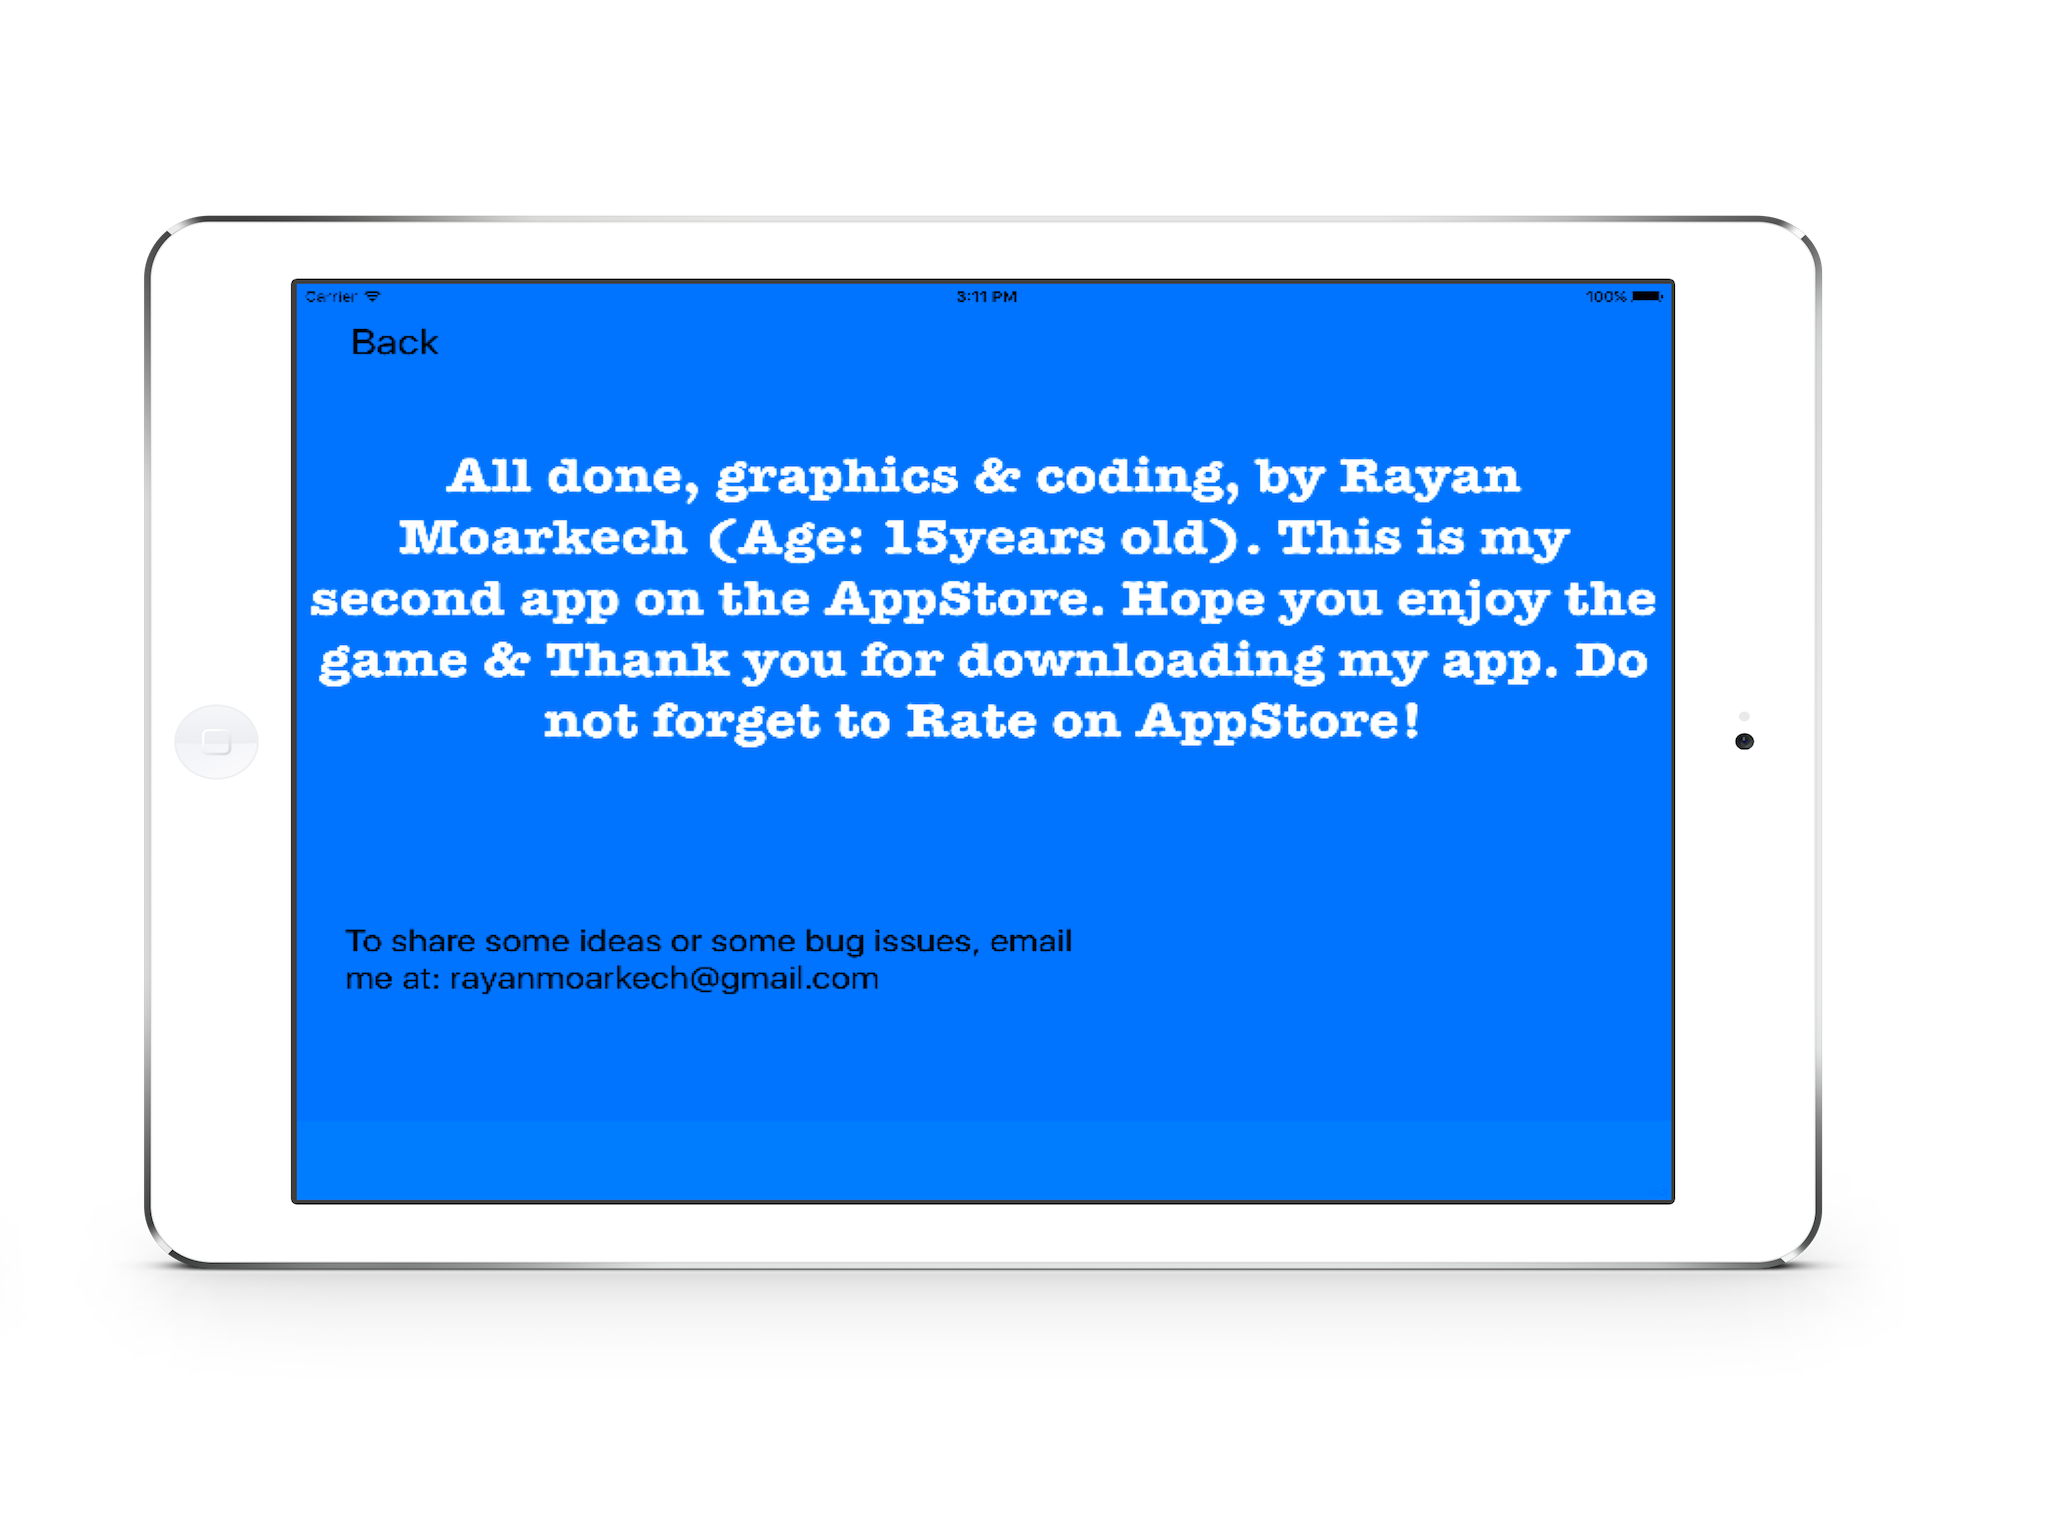 Carrier 3:11 PM 100%
Back
All done, graphics & coding, by Rayan
Moarkech (Age: 15years old). This is my
second app on the AppStore. Hope you enjoy the
game & Thank you for downloading my app. Do
not forget to Rate on AppStore!
To share some ideas or some bug issues, email
me at: rayanmoarkech@gmail.com